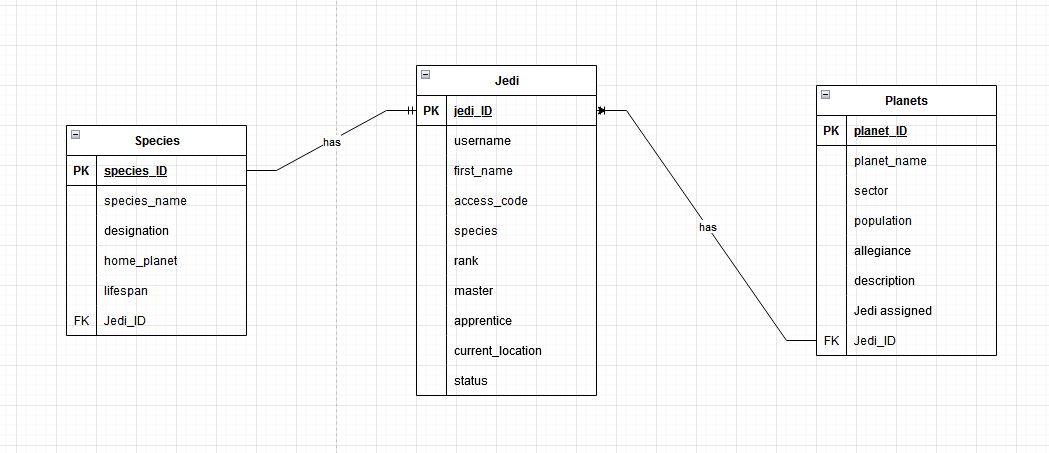 Species
PK species_ID
species_name
designation
home_planet
lifespan
FK Jedi_ID
has
Jedi
PK jedi_ID
username
first_name
access_code
species
rank
master
apprentice
current_location
status
has
Planets
PK planet_ID
planet_name
sector
population
allegiance
description
Jedi assigned
FK Jedi_ID